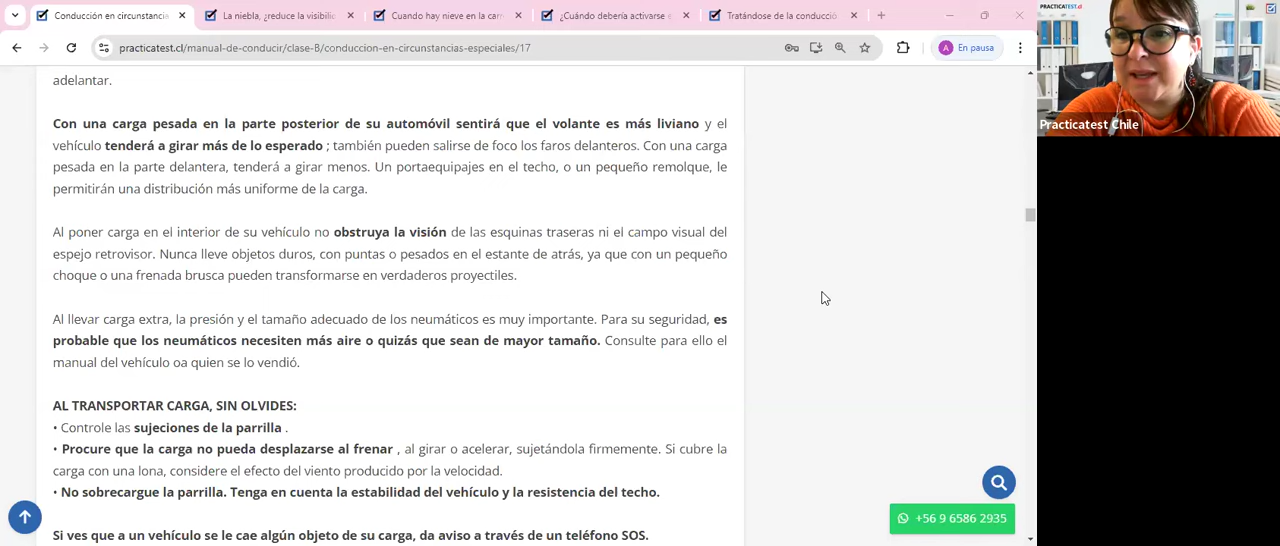 Conducción en circunstancia
La niebla, ¿reduce la visibilid
Cuando hay nieve en la carr
¿Cuándo debería activarse e
Tratándose de la conducció
practicatest.cl/manual-de-conducir/clase-B/conduccion-en-circunstancias-especiales/17
A En pausa
PRACTICATEST.cl
Practicatest Chile
adelantar.
Con una carga pesada en la parte posterior de su automóvil sentirá que el volante es más liviano y el
vehículo tenderá a girar más de lo esperado ; también pueden salirse de foco los faros delanteros. Con una carga
pesada en la parte delantera, tenderá a girar menos. Un portaequipajes en el techo, o un pequeño remolque, le
permitirán una distribución más uniforme de la carga.
Al poner carga en el interior de su vehículo no obstruya la visión de las esquinas traseras ni el campo visual del
espejo retrovisor. Nunca lleve objetos duros, con puntas o pesados en el estante de atrás, ya que con un pequeño
choque o una frenada brusca pueden transformarse en verdaderos proyectiles.
Al llevar carga extra, la presión y el tamaño adecuado de los neumáticos es muy importante. Para su seguridad, es
probable que los neumáticos necesiten más aire o quizás que sean de mayor tamaño. Consulte para ello el
manual del vehículo oa quien se lo vendió.
AL TRANSPORTAR CARGA, SIN OLVIDES:
• Controle las sujeciones de la parrilla .
• Procure que la carga no pueda desplazarse al frenar , al girar o acelerar, sujetándola firmemente. Si cubre la
carga con una lona, considere el efecto del viento producido por la velocidad.
• No sobrecargue la parrilla. Tenga en cuenta la estabilidad del vehículo y la resistencia del techo.
Si ves que a un vehículo se le cae algún objeto de su carga, da aviso a través de un teléfono SOS.
+56 9 6586 2935